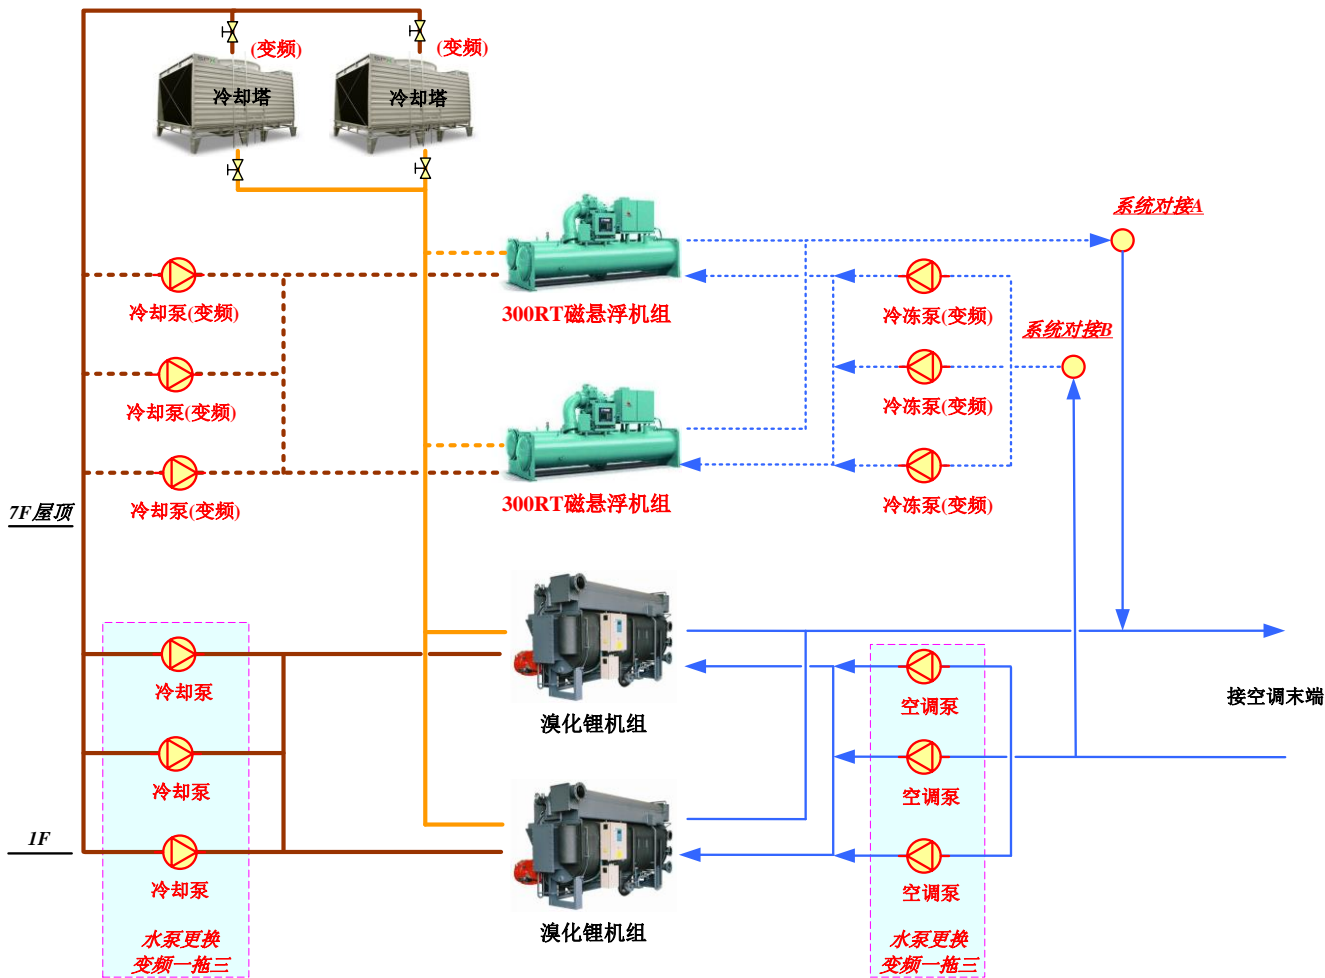 (变频)
(变频)
冷却塔
冷却塔
系统对接A
冷却泵(变频)
300RT磁悬浮机组
冷冻泵(变频)
系统对接B
冷却泵(变频)
冷冻泵(变频)
7F屋顶
冷却泵(变频)
300RT磁悬浮机组
冷冻泵(变频)
冷却泵
空调泵
接空调末端
溴化锂机组
冷却泵
空调泵
1F
冷却泵
空调泵
溴化锂机组
水泵更换
变频一拖三
水泵更换
变频一拖三